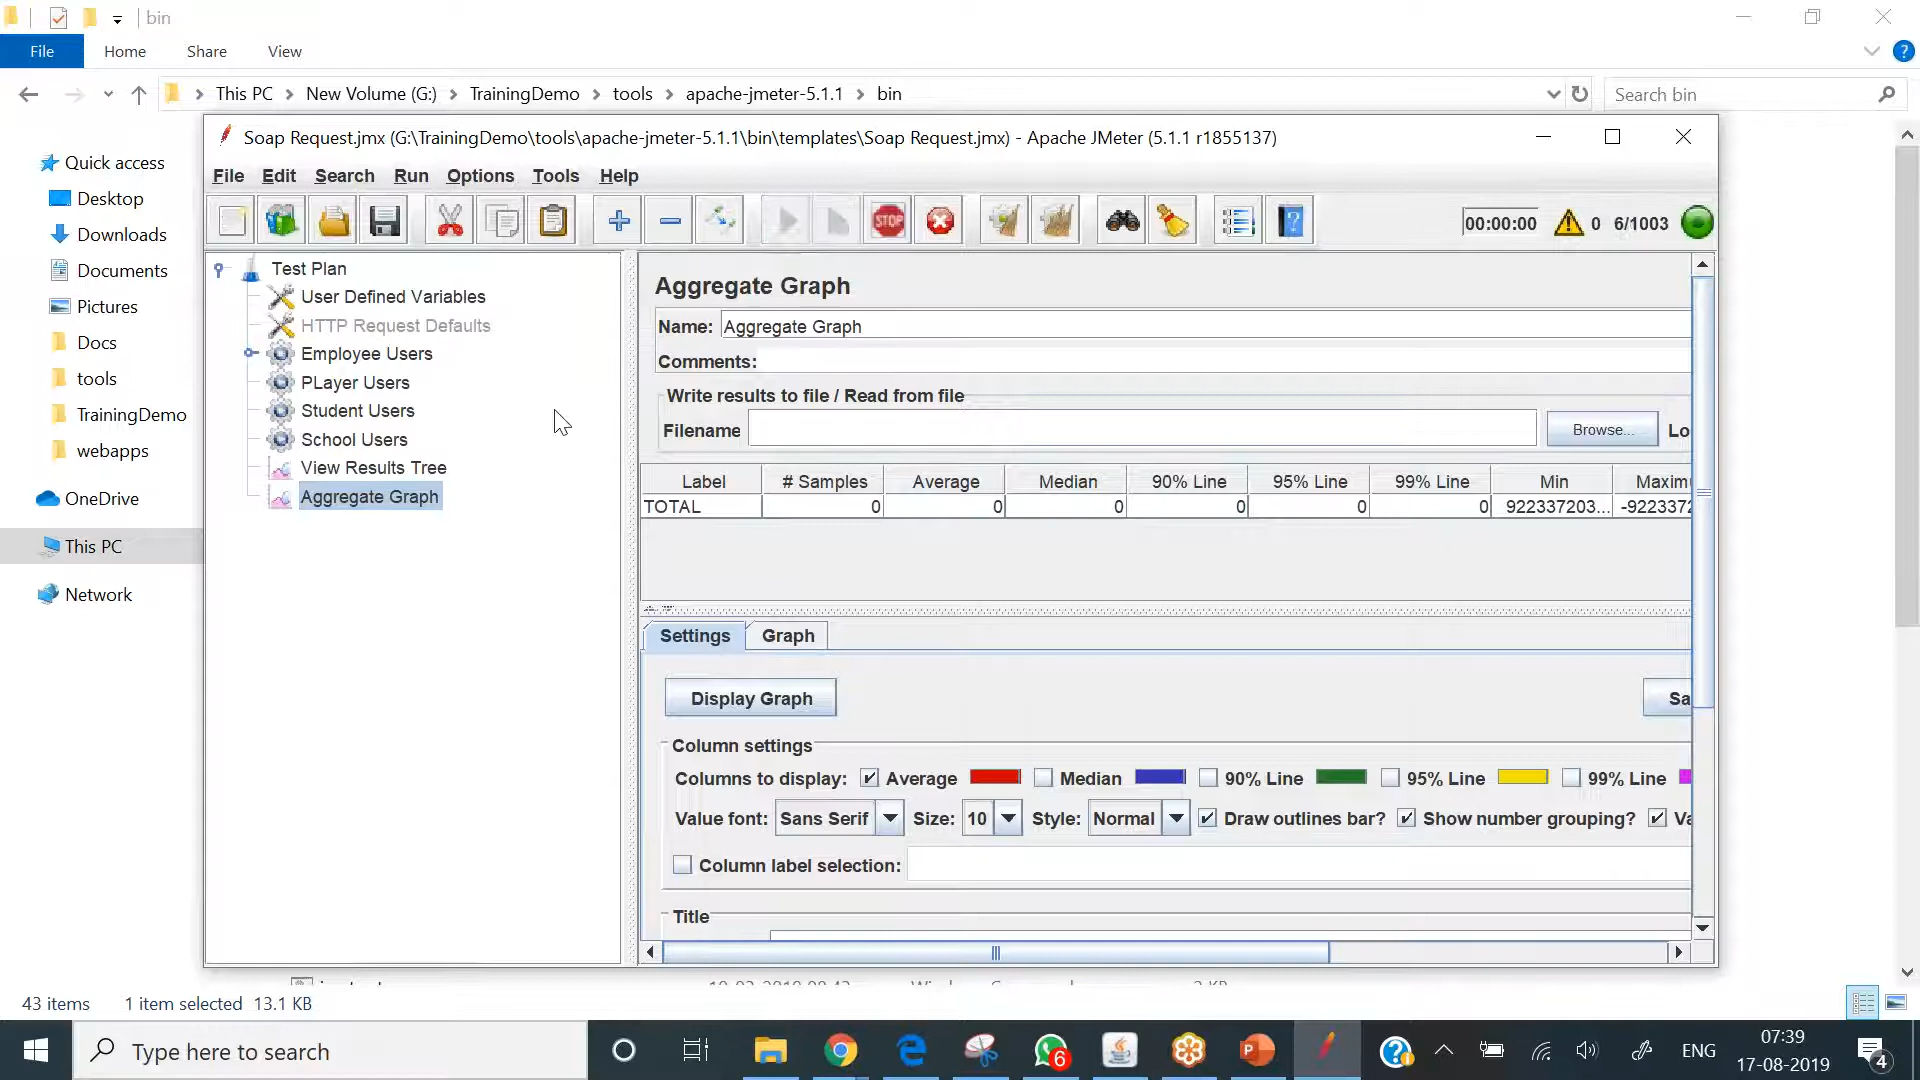 bin
File Home Share View
This PC New Volume (G:) TrainingDemo tools apache-jmeter-5.1.1 bin
Search bin
Quick access
Desktop
Downloads
Documents
Pictures
Docs
tools
TrainingDemo
webapps
OneDrive
This PC
Network
Soap Request.jmx (G:\TrainingDemo\tools\apache-jmeter-5.1.1\bin\templates\Soap Request.jmx) - Apache JMeter (5.1.1 r1855137)
File Edit Search Run Options Tools Help
STOP
00:00:00 0 6/1003
Test Plan
User Defined Variables
HTTP Request Defaults
Employee Users
PLayer Users
Student Users
School Users
View Results Tree
Aggregate Graph
Aggregate Graph
Name: Aggregate Graph
Comments:
Write results to file / Read from file
Filename Browse... Lo
Label # Samples Average Median 90% Line 95% Line 99% Line Min Maxim
TOTAL 0 0 0 0 0 0 922337203... -922337
Settings Graph
Display Graph Sa
Column settings
Columns to display: Average Median 90% Line 95% Line 99% Line
Value font: Sans Serif Size: 10 Style: Normal Draw outlines bar? Show number grouping? Va
Column label selection:
Title
43 items 1 item selected 13.1 KB
Type here to search
6
ENG
07:39
17-08-2019
4